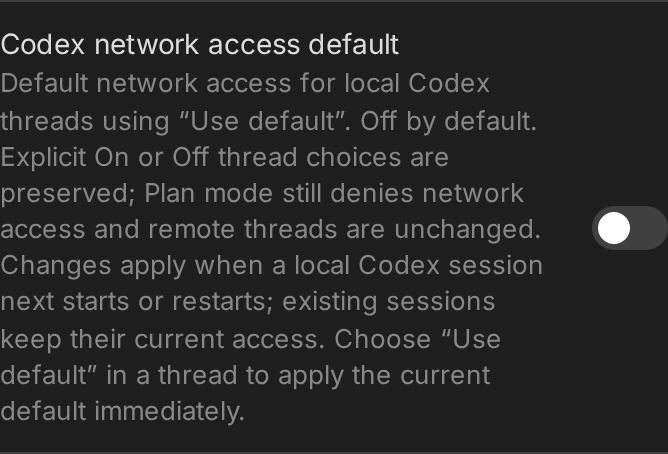 Codex network access default
Default network access for local Codex
threads using “Use default”. Off by default.
Explicit On or Off thread choices are
preserved; Plan mode still denies network
access and remote threads are unchanged.
Changes apply when a local Codex session
next starts or restarts; existing sessions
keep their current access. Choose “Use
default” in a thread to apply the current
default immediately.